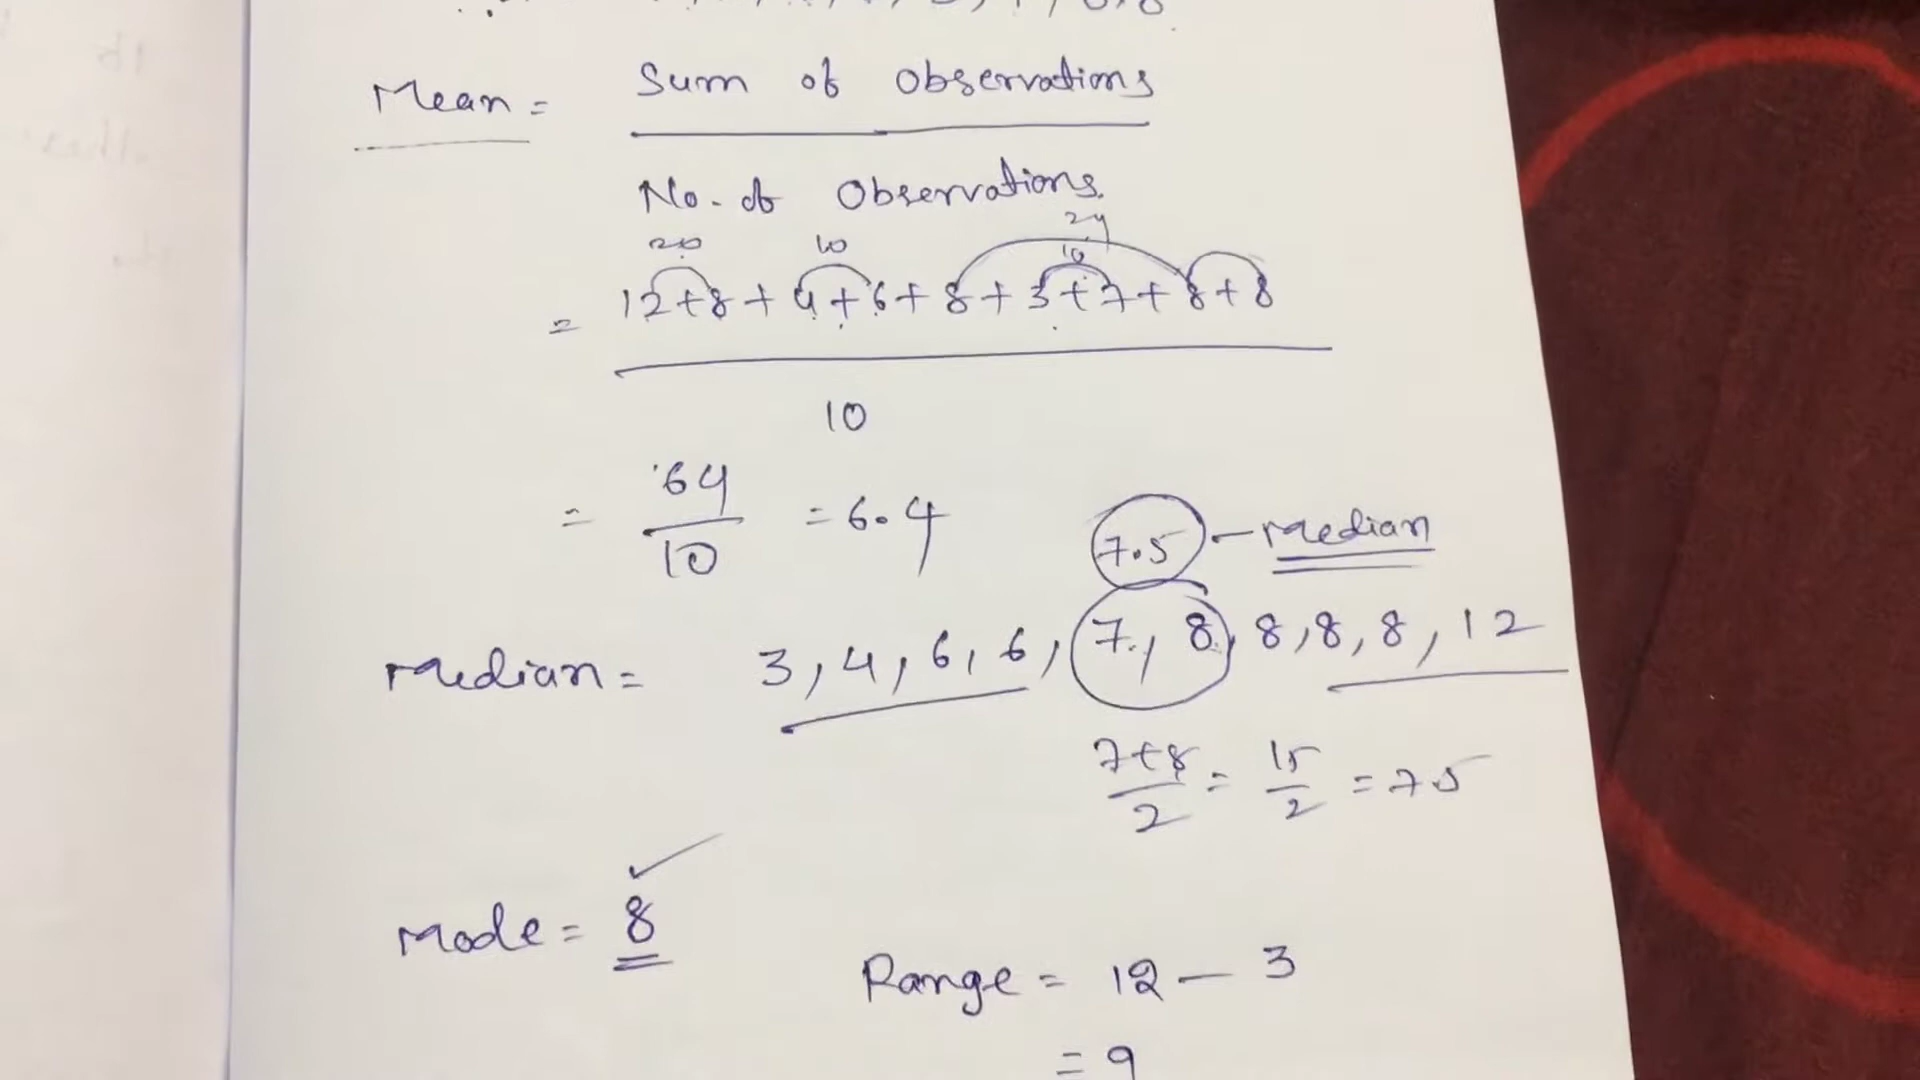 Mean = Sum of Observations
No. of Observations.
20 10 10 24
= 12+8+4+6+8+3+7+8+8
10
= 64/10 = 6.4
7.5 - Median
Median = 3, 4, 6, 6, 7, 8, 8, 8, 8, 12
7+8/2 = 15/2 = 7.5
Mode = 8
Range = 12 - 3
= 9